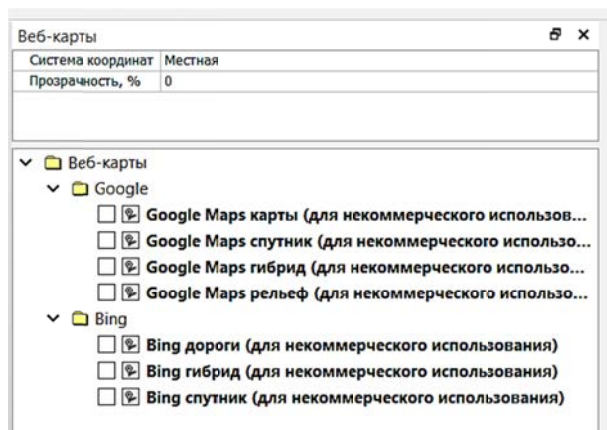 Веб-карты
Система координат Местная
Прозрачность, % 0
Веб-карты
Google
Google Maps карты (для некоммерческого использов...
Google Maps спутник (для некоммерческого использо...
Google Maps гибрид (для некоммерческого использо...
Google Maps рельеф (для некоммерческого использо...
Bing
Bing дороги (для некоммерческого использования)
Bing гибрид (для некоммерческого использования)
Bing спутник (для некоммерческого использования)